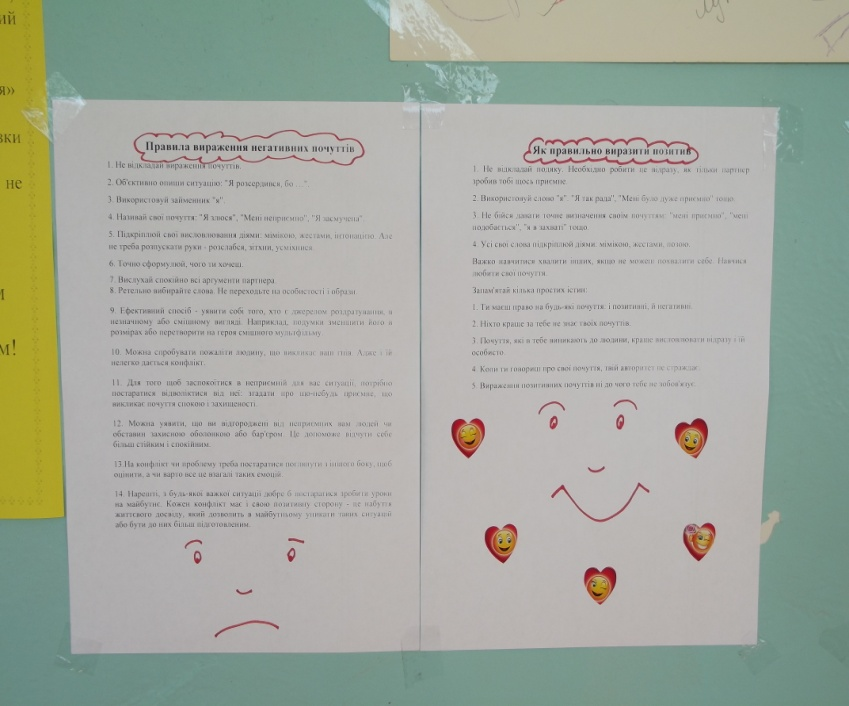 ий
я»
вки
не
м!
Правила вираження негативних почуттів
1. Не відкладай вираження почуттів.
2. Об'єктивно опиши ситуацію: "Я розсердився, бо ...".
3. Використовуй займенник "я".
4. Називай свої почуття: "Я злюся", "Мені неприємно", "Я засмучена".
5. Підкріплюй свої висловлювання діями: мімікою, жестами, інтонацією. Але
не треба розпускати руки - розслабся, зітхни, усміхнися.
6. Точно сформулюй, чого ти хочеш.
7. Вислухай спокійно всі аргументи партнера.
8. Ретельно вибирайте слова. Не переходьте на особистості і образи.
9. Ефективний спосіб - уявити собі того, хто є джерелом роздратування, в
незначному або смішному вигляді. Наприклад, подумки зменшити його в
розмірах або перетворити на героя смішного мультфільму.
10. Можна спробувати пожаліти людину, що викликає ваш гнів. Адже і їй
нелегко дається конфлікт.
11. Для того щоб заспокоїтися в неприємній для вас ситуації, потрібно
постаратися відволіктися від неї: згадати про що-небудь приємне, що
викликає почуття спокою і захищеності.
12. Можна уявити, що ви відгороджені від неприємних вам людей чи
обставин захисною оболонкою або бар'єром. Це допоможе відчути себе
більш стійким і спокійним.
13.На конфлікт чи проблему треба постаратися поглянути з іншого боку, щоб
оцінити, а чи варто все це взагалі таких емоцій.
14. Нарешті, з будь-якої важкої ситуації добре б постаратися зробити уроки
на майбутнє. Кожен конфлікт має і свою позитивну сторону - це набуття
життєвого досвіду, який дозволить в майбутньому уникати таких ситуацій
або бути до них більш підготовленим.
Як правильно виразити позитив
1. Не відкладай подяку. Необхідно робити це відразу, як тільки партнер
зробив тобі щось приємне.
2. Використовуй слово "я". "Я так рада", "Мені було дуже приємно" тощо.
3. Не бійся давати точне визначення своїм почуттям: "мені приємно", "мені
подобається", "я в захваті" тощо.
4. Усі свої слова підкріплюй діями: мімікою, жестами, позою.
Важко навчитися хвалити інших, якщо не можеш похвалити себе. Навчися
любити свої почуття.
Запам'ятай кілька простих істин:
1. Ти маєш право на будь-які почуття: і позитивні, й негативні.
2. Ніхто краще за тебе не знає твоїх почуттів.
3. Почуття, які в тебе виникають до людини, краще висловлювати відразу і їй
особисто.
4. Коли ти говориш про свої почуття, твій авторитет не страждає.
5. Вираження позитивних почуттів ні до чого тебе не зобов'язує.